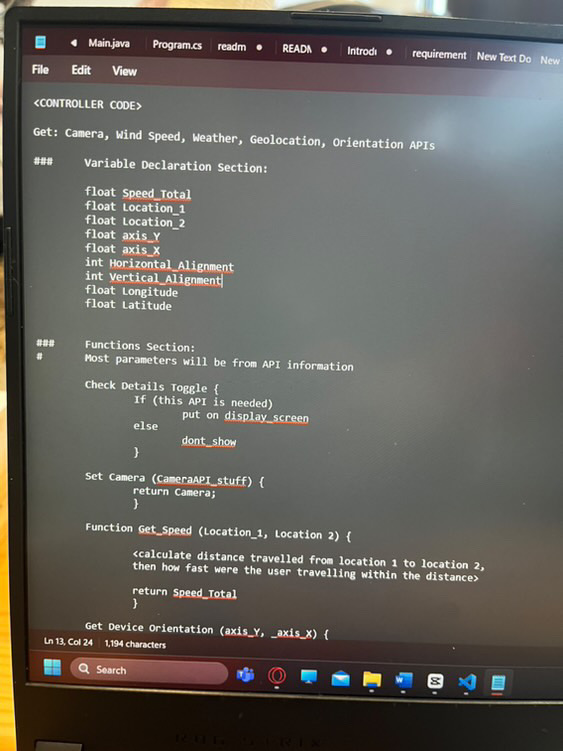 Main.java Program.cs readm READM Introdu requirement New Text Do New
File Edit View
<CONTROLLER CODE>
Get: Camera, Wind Speed, Weather, Geolocation, Orientation APIs
### Variable Declaration Section:
float Speed_Total
float Location_1
float Location_2
float axis_Y
float axis_X
int Horizontal_Alignment
int Vertical_Alignment
float Longitude
float Latitude
### Functions Section:
# Most parameters will be from API information
Check Details Toggle {
If (this API is needed)
put on display_screen
else
dont_show
}
Set Camera (CameraAPI_stuff) {
return Camera;
}
Function Get_Speed (Location_1, Location 2) {
<calculate distance travelled from location 1 to location 2,
then how fast were the user travelling within the distance>
return Speed_Total
}
Get Device Orientation (axis_Y, _axis_X) {
Ln 13, Col 24 1,194 characters
Search